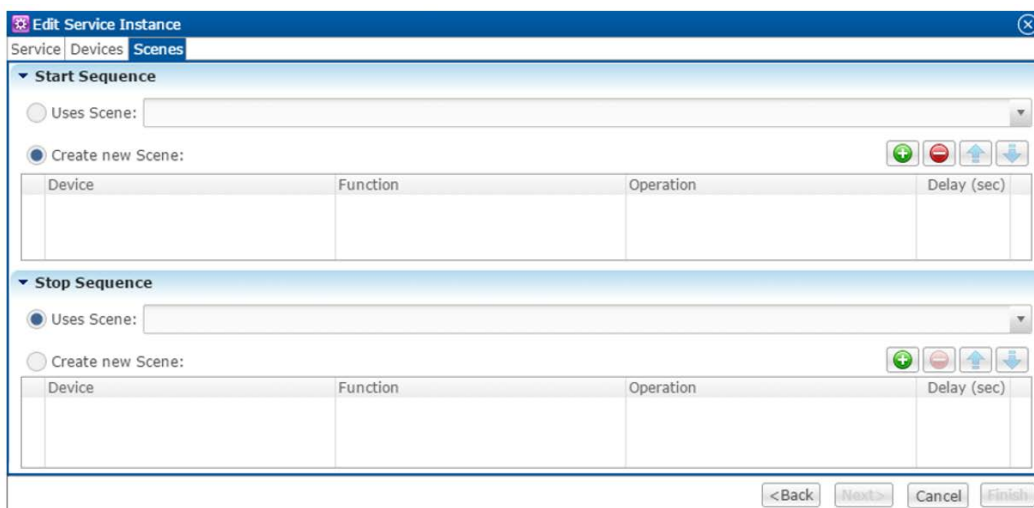 Edit Service Instance
Service Devices Scenes
Start Sequence
Uses Scene:
Create new Scene:
Device Function Operation Delay (sec)
Stop Sequence
Uses Scene:
Create new Scene:
Device Function Operation Delay (sec)
<Back Next> Cancel Finish